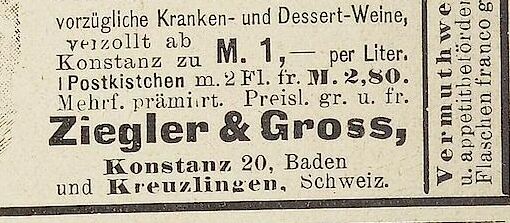 vorzügliche Kranken- und Dessert-Weine,
verzollt ab
Konstanz zu M. 1,— per Liter.
1 Postkistchen m. 2 Fl. fr. M. 2,80.
Mehrf. prämiirt. Preisl. gr. u. fr.
Ziegler & Gross,
Konstanz 20, Baden
und Kreuzlingen, Schweiz.
Vermuthwe
u. appetitbeförder
Flaschen franco g